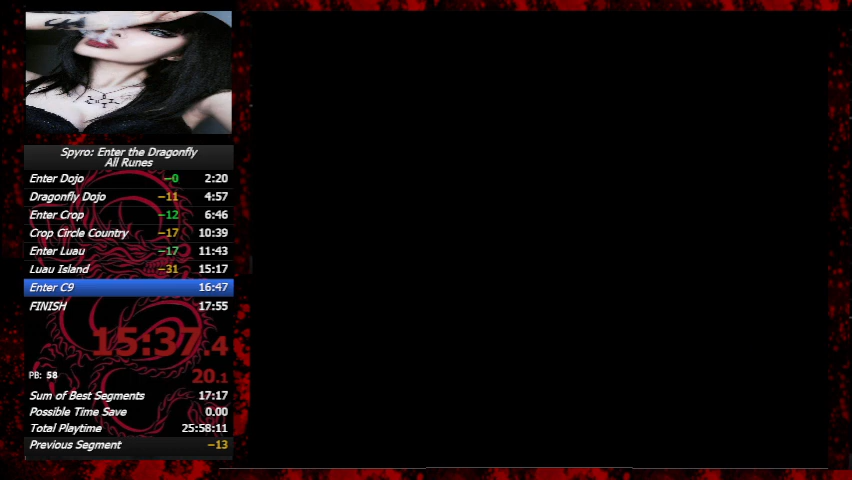 Spyro: Enter the Dragonfly
All Runes
Enter Dojo −0 2:20
Dragonfly Dojo −11 4:57
Enter Crop −12 6:46
Crop Circle Country −17 10:39
Enter Luau −17 11:43
Luau Island −31 15:17
Enter C9 16:47
FINISH 17:55
15:37.4
PB: 58 20.1
Sum of Best Segments 17:17
Possible Time Save 0.00
Total Playtime 25:58:11
Previous Segment −13